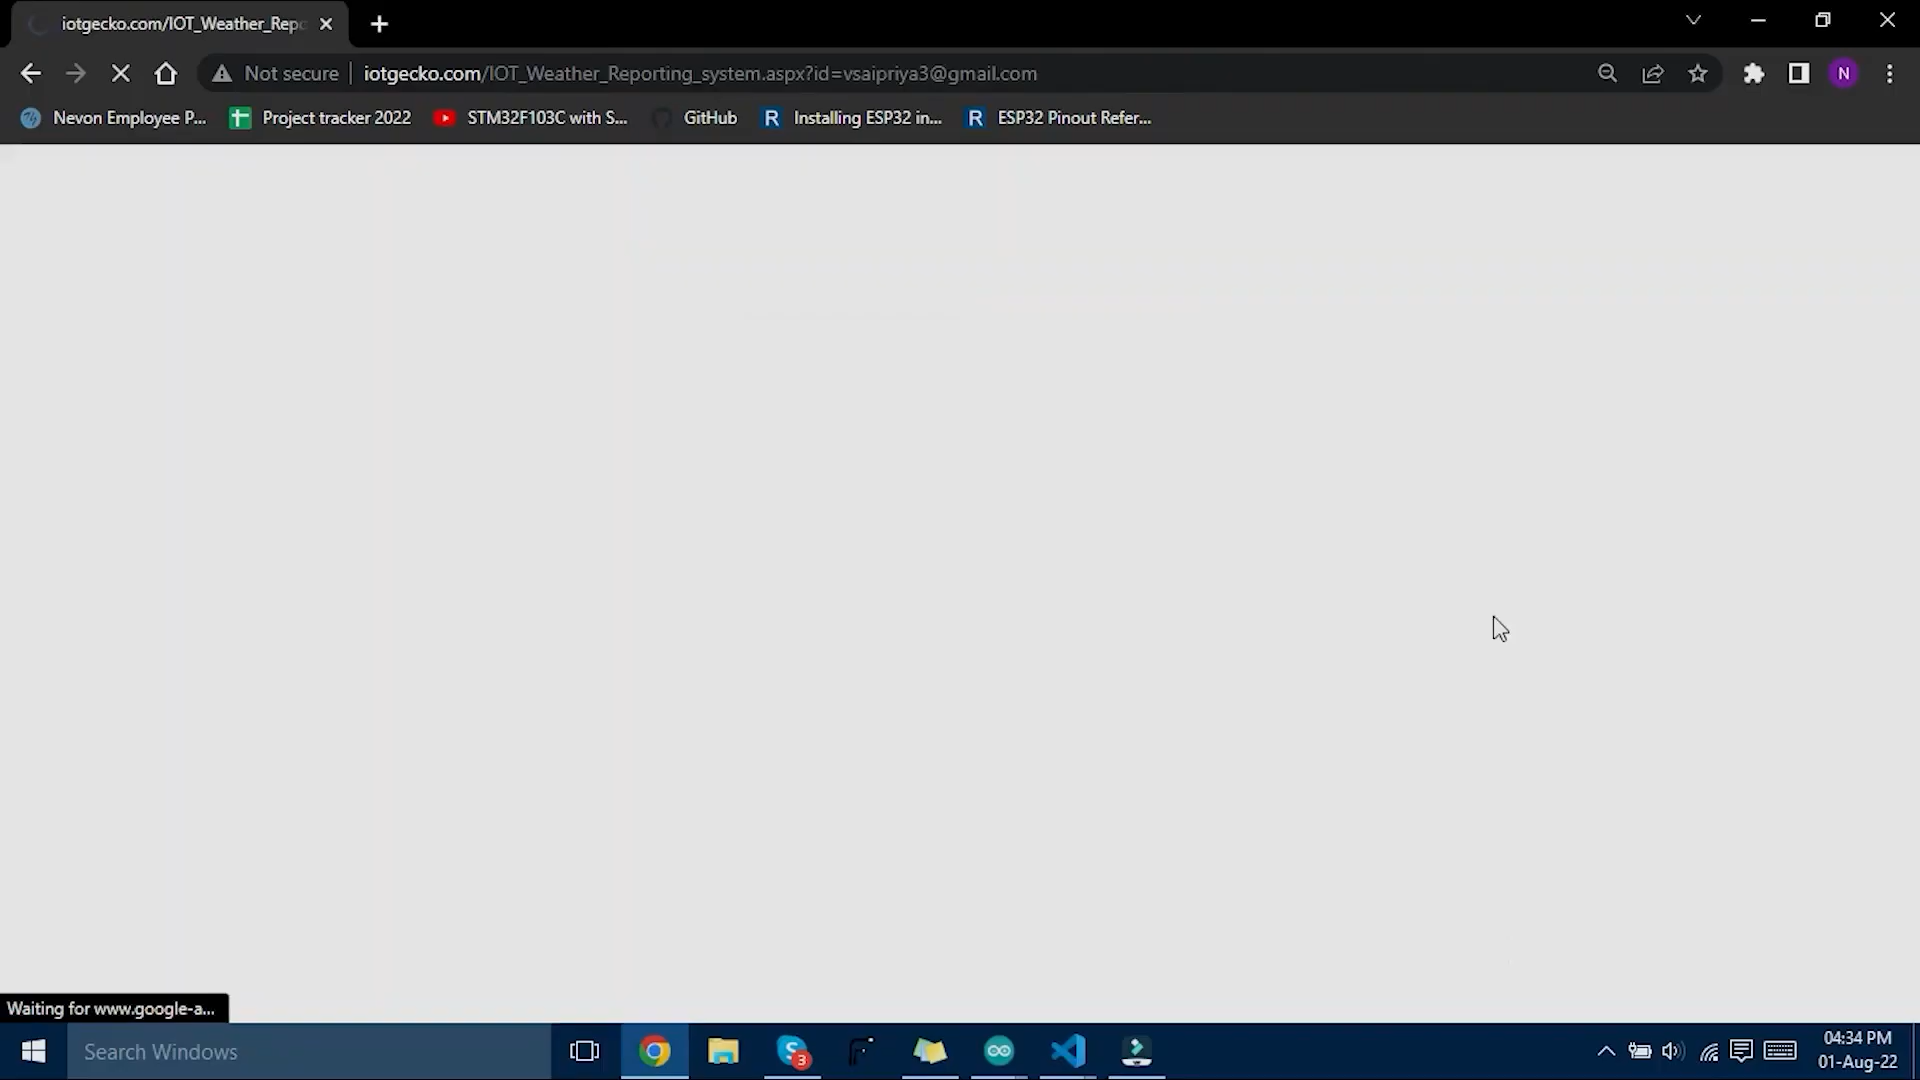 iotgecko.com/IOT_Weather_Repo
Not secure
iotgecko.com/IOT_Weather_Reporting_system.aspx?id=vsaipriya3@gmail.com
N
Nevon Employee P...
Project tracker 2022
STM32F103C with S...
GitHub
R
Installing ESP32 in...
R
ESP32 Pinout Refer...
Waiting for www.google-a...
Search Windows
S
3
04:34 PM
01-Aug-22